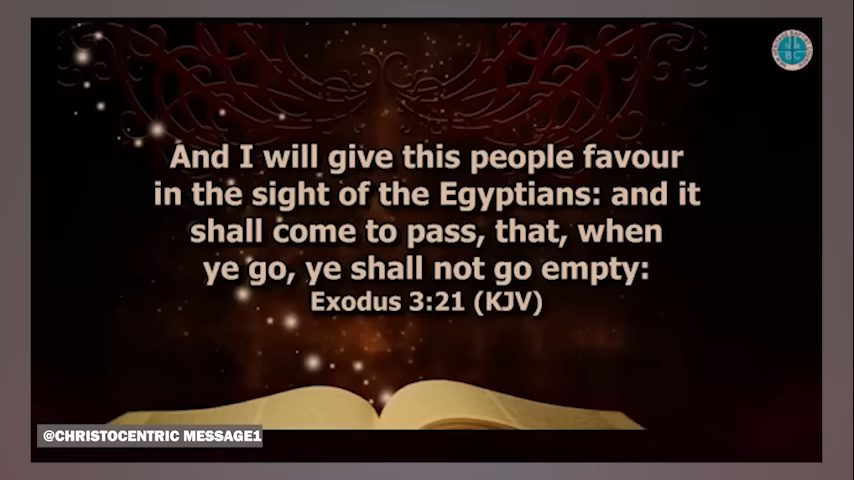 And I will give this people favour
in the sight of the Egyptians: and it
shall come to pass, that, when
ye go, ye shall not go empty:
Exodus 3:21 (KJV)
@CHRISTOCENTRIC MESSAGE1